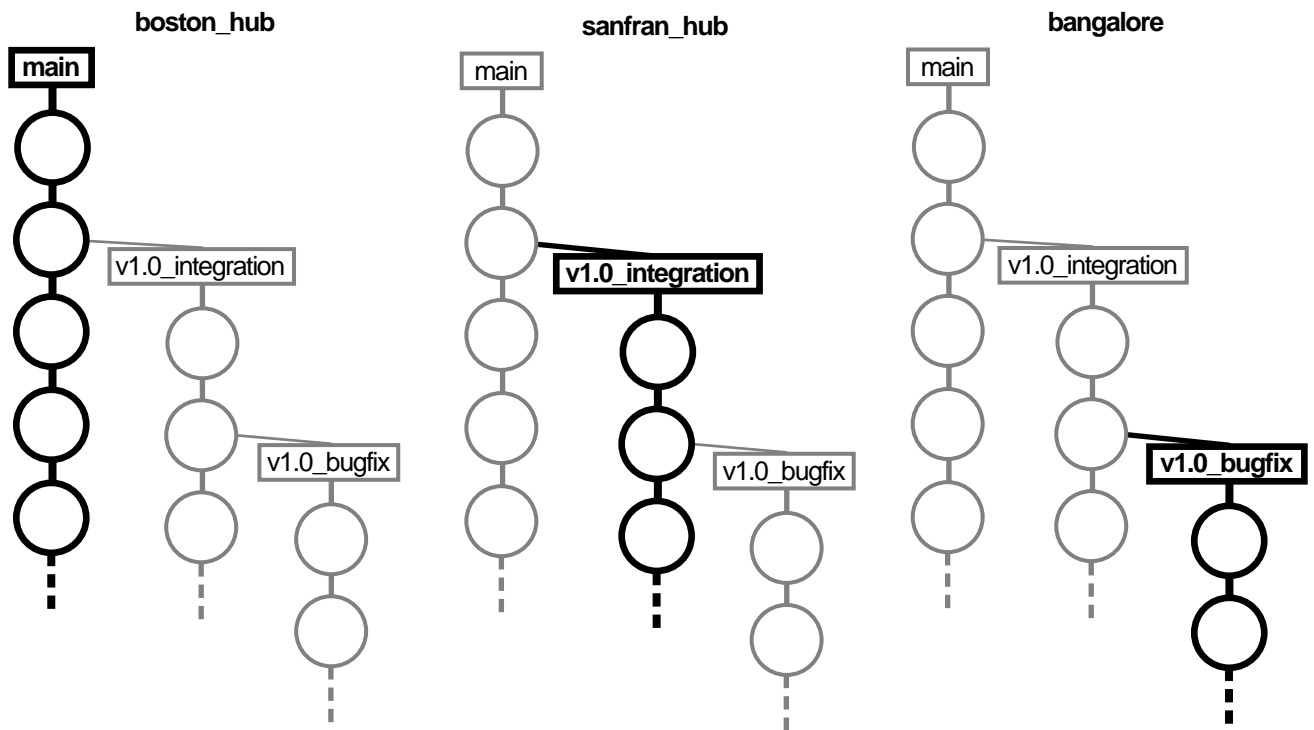 boston_hub
main
v1.0_integration
v1.0_bugfix
sanfran_hub
main
v1.0_integration
v1.0_bugfix
bangalore
main
v1.0_integration
v1.0_bugfix